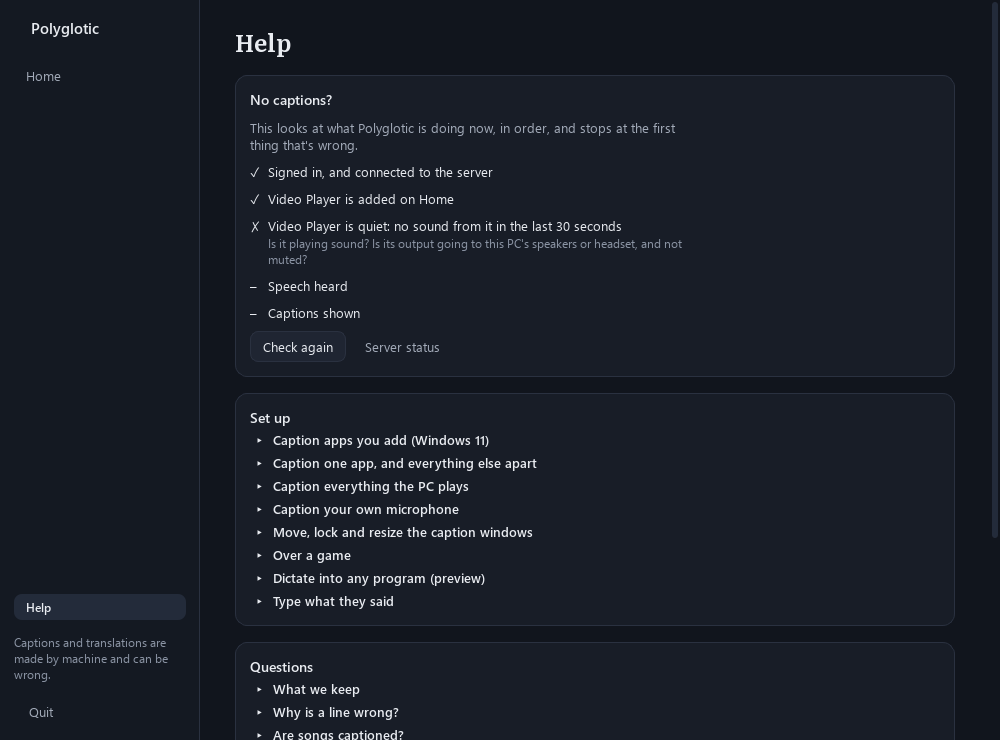 Polyglotic
Home
Help
Captions and translations are
made by machine and can be
wrong.
Quit
Help
No captions?
This looks at what Polyglotic is doing now, in order, and stops at the first
thing that's wrong.
✓ Signed in, and connected to the server
✓ Video Player is added on Home
✗ Video Player is quiet: no sound from it in the last 30 seconds
Is it playing sound? Is its output going to this PC's speakers or headset, and not
muted?
– Speech heard
– Captions shown
Check again Server status
Set up
‣ Caption apps you add (Windows 11)
‣ Caption one app, and everything else apart
‣ Caption everything the PC plays
‣ Caption your own microphone
‣ Move, lock and resize the caption windows
‣ Over a game
‣ Dictate into any program (preview)
‣ Type what they said
Questions
‣ What we keep
‣ Why is a line wrong?
‣ Are songs captioned?